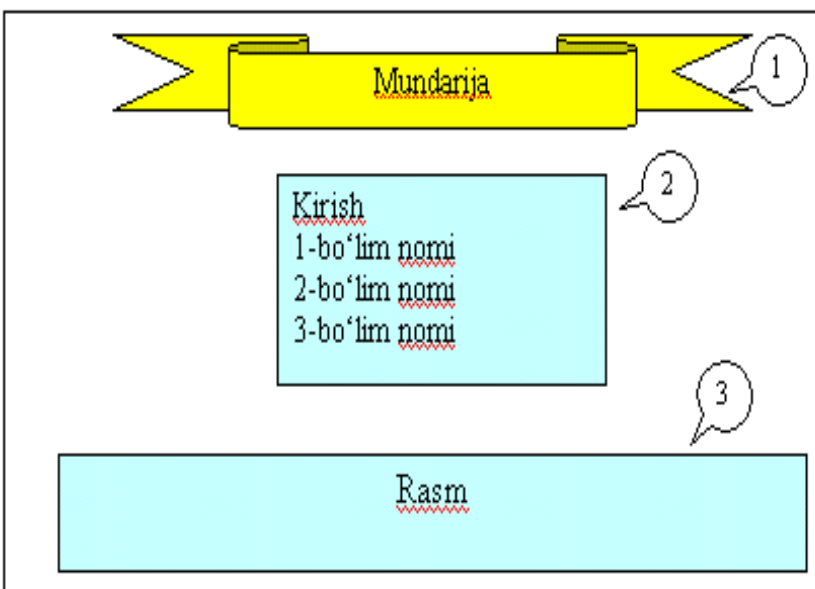 Mundarija
1
2
Kirish
1-bo‘lim nomi
2-bo‘lim nomi
3-bo‘lim nomi
3
Rasm